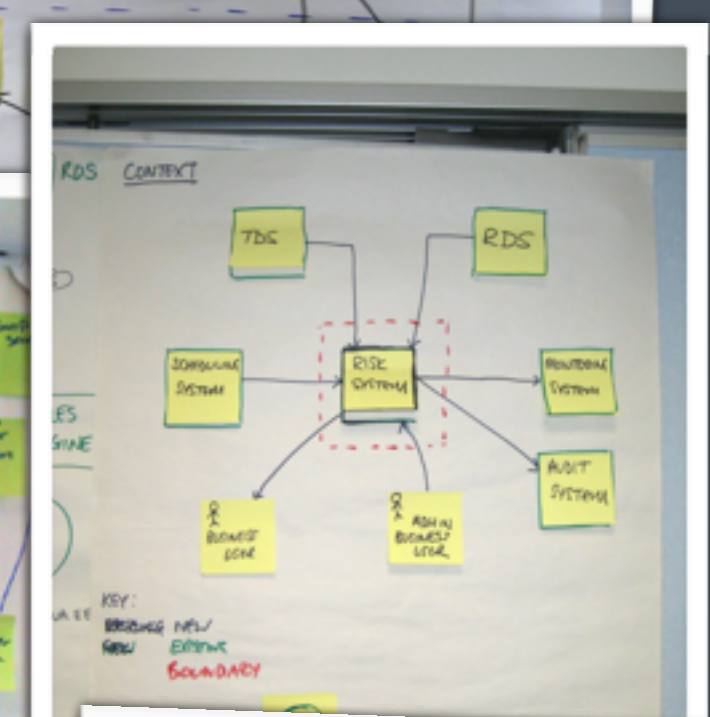 RDS
CONTEXT
TDS
RDS
SCHEDULING
SYSTEM
RISK
SYSTEM
MONITORING
SYSTEM
AUDIT
SYSTEM
BUSINESS
USER
ADMIN
BUSINESS
USER
KEY:
NEW
EXISTING
BOUNDARY